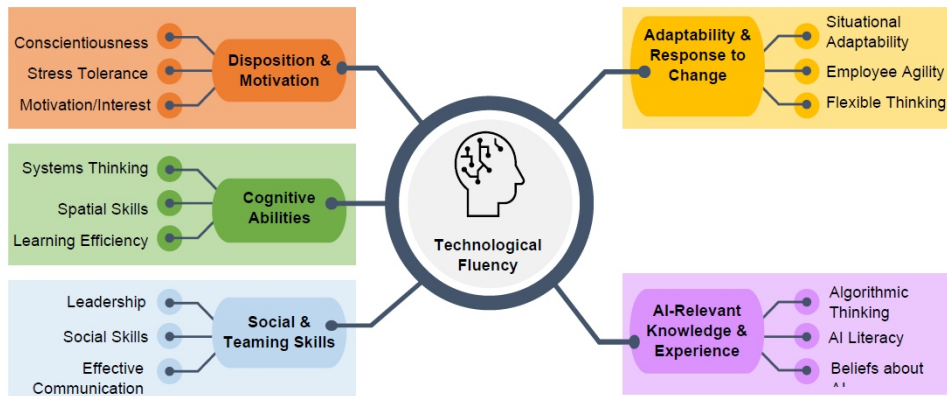 Conscientiousness
Stress Tolerance
Motivation/Interest
Disposition &
Motivation
Systems Thinking
Spatial Skills
Learning Efficiency
Cognitive
Abilities
Leadership
Social Skills
Effective
Communication
Social &
Teaming Skills
Technological
Fluency
Adaptability &
Response to
Change
Situational
Adaptability
Employee Agility
Flexible Thinking
AI-Relevant
Knowledge &
Experience
Algorithmic
Thinking
AI Literacy
Beliefs about